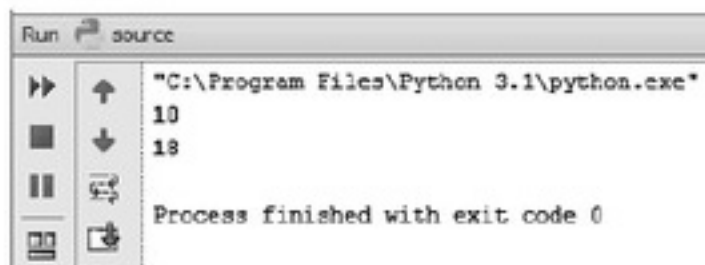 Run source
"C:\Program Files\Python 3.1\python.exe"
10
18
Process finished with exit code 0